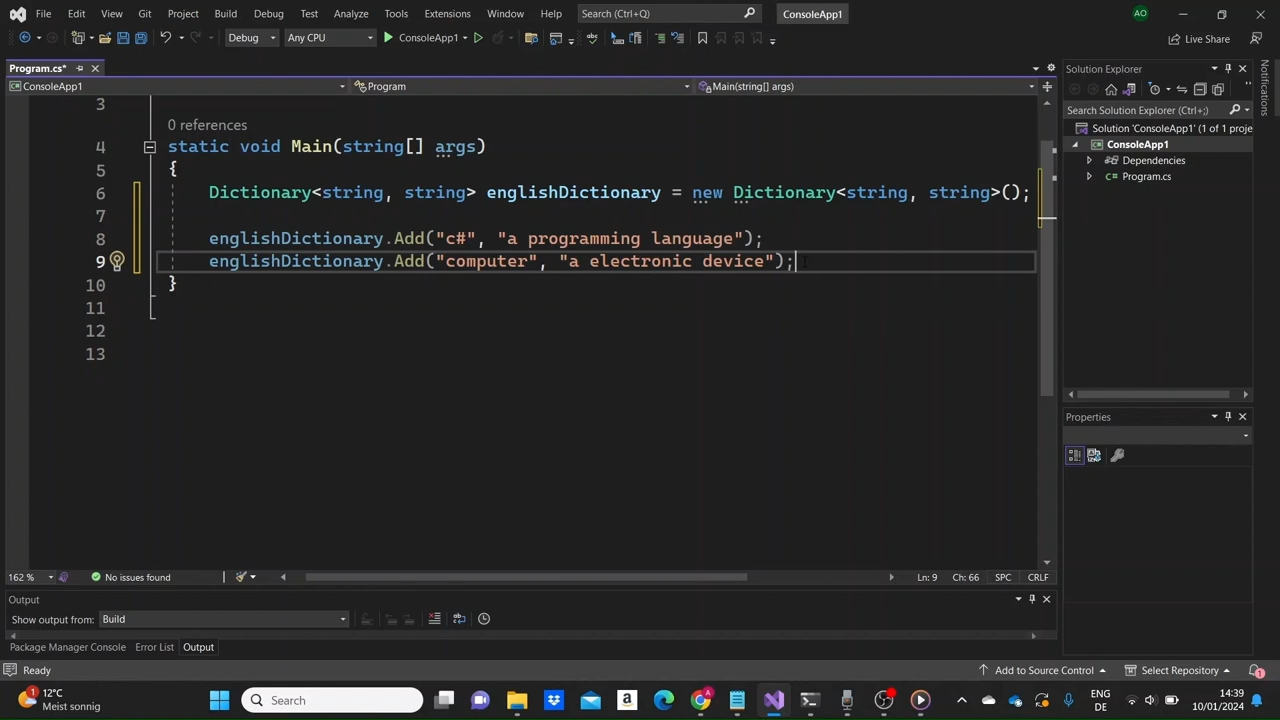 File Edit View Git Project Build Debug Test Analyze Tools Extensions Window Help Search (Ctrl+Q) ConsoleApp1 AO
Debug Any CPU ConsoleApp1 Live Share
Program.cs*
ConsoleApp1 Program Main(string[] args)
3
0 references
4 static void Main(string[] args)
5 {
6 Dictionary<string, string> englishDictionary = new Dictionary<string, string>();
7
8 englishDictionary.Add("c#", "a programming language");
9 englishDictionary.Add("computer", "a electronic device");
10 }
11
12
13
162 % No issues found Ln: 9 Ch: 66 SPC CRLF
Output
Show output from: Build
Package Manager Console Error List Output
Solution Explorer
Search Solution Explorer (Ctrl+;)
Solution 'ConsoleApp1' (1 of 1 proje
ConsoleApp1
Dependencies
C# Program.cs
Properties
Notifications
Ready Add to Source Control Select Repository 1
1 12°C
Meist sonnig
Search
ENG
DE
14:39
10/01/2024